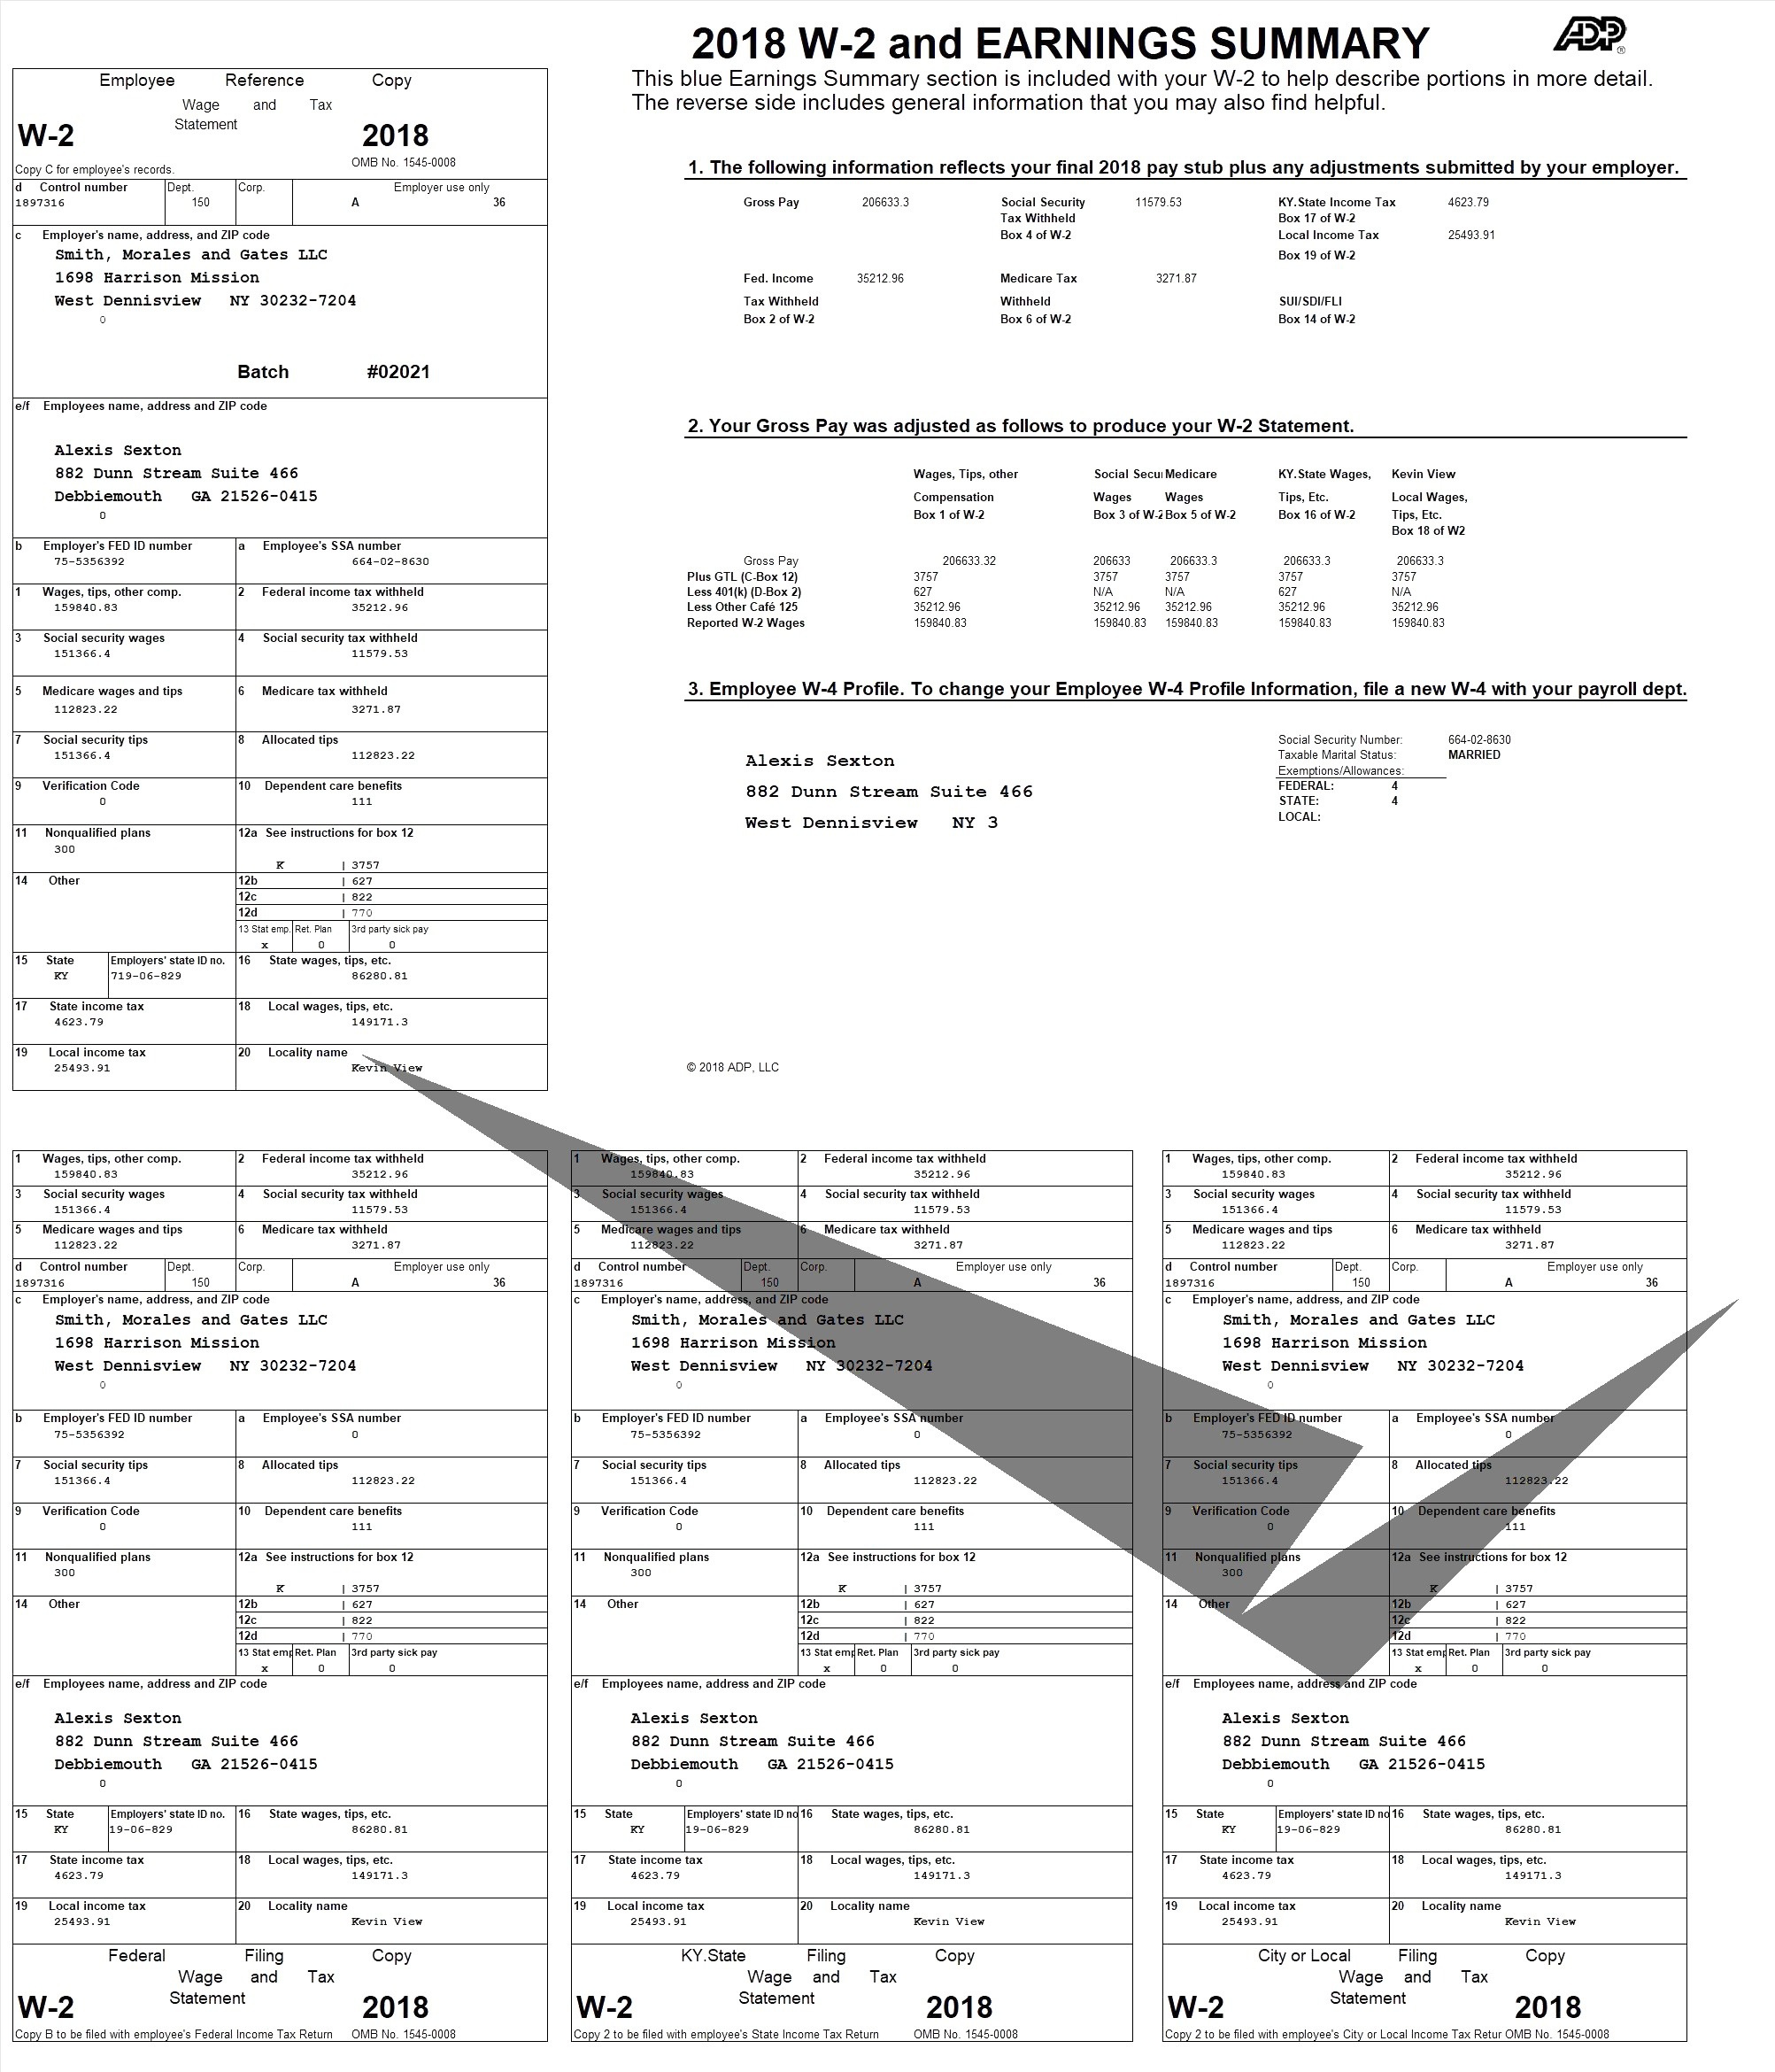 2018 W-2 and EARNINGS SUMMARY
ADP®
This blue Earnings Summary section is included with your W-2 to help describe portions in more detail.
The reverse side includes general information that you may also find helpful.
Employee Reference Copy
Wage and Tax
Statement
W-2 2018
OMB No. 1545-0008
Copy C for employee's records.
d Control number Dept. Corp. Employer use only
1897316 150 A 36
c Employer's name, address, and ZIP code
Smith, Morales and Gates LLC
1698 Harrison Mission
West Dennisview NY 30232-7204
0
Batch #02021
e/f Employees name, address and ZIP code
Alexis Sexton
882 Dunn Stream Suite 466
Debbiemouth GA 21526-0415
0
b Employer's FED ID number a Employee's SSA number
75-5356392 664-02-8630
1 Wages, tips, other comp. 2 Federal income tax withheld
159840.83 35212.96
3 Social security wages 4 Social security tax withheld
151366.4 11579.53
5 Medicare wages and tips 6 Medicare tax withheld
112823.22 3271.87
7 Social security tips 8 Allocated tips
151366.4 112823.22
9 Verification Code 10 Dependent care benefits
0 111
11 Nonqualified plans 12a See instructions for box 12
300
K | 3757
14 Other 12b | 627
12c | 822
12d | 770
13 Stat emp. Ret. Plan 3rd party sick pay
x 0 0
15 State Employers' state ID no. 16 State wages, tips, etc.
KY 719-06-829 86280.81
17 State income tax 18 Local wages, tips, etc.
4623.79 149171.3
19 Local income tax 20 Locality name
25493.91 Kevin View
1. The following information reflects your final 2018 pay stub plus any adjustments submitted by your employer.
Gross Pay 206633.3 Social Security 11579.53 KY.State Income Tax 4623.79
Tax Withheld Box 17 of W-2
Box 4 of W-2 Local Income Tax 25493.91
Box 19 of W-2
Fed. Income 35212.96 Medicare Tax 3271.87
Tax Withheld Withheld SUI/SDI/FLI
Box 2 of W-2 Box 6 of W-2 Box 14 of W-2
2. Your Gross Pay was adjusted as follows to produce your W-2 Statement.
Wages, Tips, other Social Secu Medicare KY.State Wages, Kevin View
Compensation Wages Wages Tips, Etc. Local Wages,
Box 1 of W-2 Box 3 of W-2 Box 5 of W-2 Box 16 of W-2 Tips, Etc.
Box 18 of W2
Gross Pay 206633.32 206633 206633.3 206633.3 206633.3
Plus GTL (C-Box 12) 3757 3757 3757 3757 3757
Less 401(k) (D-Box 2) 627 N/A N/A 627 N/A
Less Other Café 125 35212.96 35212.96 35212.96 35212.96 35212.96
Reported W-2 Wages 159840.83 159840.83 159840.83 159840.83 159840.83
3. Employee W-4 Profile. To change your Employee W-4 Profile Information, file a new W-4 with your payroll dept.
Alexis Sexton
882 Dunn Stream Suite 466
West Dennisview NY 3
Social Security Number: 664-02-8630
Taxable Marital Status: MARRIED
Exemptions/Allowances:
FEDERAL: 4
STATE: 4
LOCAL:
© 2018 ADP, LLC
1 Wages, tips, other comp. 2 Federal income tax withheld
159840.83 35212.96
3 Social security wages 4 Social security tax withheld
151366.4 11579.53
5 Medicare wages and tips 6 Medicare tax withheld
112823.22 3271.87
d Control number Dept. Corp. Employer use only
1897316 150 A 36
c Employer's name, address, and ZIP code
Smith, Morales and Gates LLC
1698 Harrison Mission
West Dennisview NY 30232-7204
0
b Employer's FED ID number a Employee's SSA number
75-5356392 0
7 Social security tips 8 Allocated tips
151366.4 112823.22
9 Verification Code 10 Dependent care benefits
0 111
11 Nonqualified plans 12a See instructions for box 12
300
K | 3757
14 Other 12b | 627
12c | 822
12d | 770
13 Stat emp Ret. Plan 3rd party sick pay
x 0 0
e/f Employees name, address and ZIP code
Alexis Sexton
882 Dunn Stream Suite 466
Debbiemouth GA 21526-0415
0
15 State Employers' state ID no. 16 State wages, tips, etc.
KY 19-06-829 86280.81
17 State income tax 18 Local wages, tips, etc.
4623.79 149171.3
19 Local income tax 20 Locality name
25493.91 Kevin View
Federal Filing Copy
Wage and Tax
Statement
W-2 2018
Copy B to be filed with employee's Federal Income Tax Return OMB No. 1545-0008
1 Wages, tips, other comp. 2 Federal income tax withheld
159840.83 35212.96
3 Social security wages 4 Social security tax withheld
151366.4 11579.53
5 Medicare wages and tips 6 Medicare tax withheld
112823.22 3271.87
d Control number Dept. Corp. Employer use only
1897316 150 A 36
c Employer's name, address, and ZIP code
Smith, Morales and Gates LLC
1698 Harrison Mission
West Dennisview NY 30232-7204
0
b Employer's FED ID number a Employee's SSA number
75-5356392 0
7 Social security tips 8 Allocated tips
151366.4 112823.22
9 Verification Code 10 Dependent care benefits
0 111
11 Nonqualified plans 12a See instructions for box 12
300
K | 3757
14 Other 12b | 627
12c | 822
12d | 770
13 Stat emp Ret. Plan 3rd party sick pay
x 0 0
e/f Employees name, address and ZIP code
Alexis Sexton
882 Dunn Stream Suite 466
Debbiemouth GA 21526-0415
0
15 State Employers' state ID no 16 State wages, tips, etc.
KY 19-06-829 86280.81
17 State income tax 18 Local wages, tips, etc.
4623.79 149171.3
19 Local income tax 20 Locality name
25493.91 Kevin View
KY.State Filing Copy
Wage and Tax
Statement
W-2 2018
Copy 2 to be filed with employee's State Income Tax Return OMB No. 1545-0008
1 Wages, tips, other comp. 2 Federal income tax withheld
159840.83 35212.96
3 Social security wages 4 Social security tax withheld
151366.4 11579.53
5 Medicare wages and tips 6 Medicare tax withheld
112823.22 3271.87
d Control number Dept. Corp. Employer use only
1897316 150 A 36
c Employer's name, address, and ZIP code
Smith, Morales and Gates LLC
1698 Harrison Mission
West Dennisview NY 30232-7204
0
b Employer's FED ID number a Employee's SSA number
75-5356392 0
7 Social security tips 8 Allocated tips
151366.4 112823.22
9 Verification Code 10 Dependent care benefits
0 111
11 Nonqualified plans 12a See instructions for box 12
300
K | 3757
14 Other 12b | 627
12c | 822
12d | 770
13 Stat emp Ret. Plan 3rd party sick pay
x 0 0
e/f Employees name, address and ZIP code
Alexis Sexton
882 Dunn Stream Suite 466
Debbiemouth GA 21526-0415
0
15 State Employers' state ID no 16 State wages, tips, etc.
KY 19-06-829 86280.81
17 State income tax 18 Local wages, tips, etc.
4623.79 149171.3
19 Local income tax 20 Locality name
25493.91 Kevin View
City or Local Filing Copy
Wage and Tax
Statement
W-2 2018
Copy 2 to be filed with employee's City or Local Income Tax Retur OMB No. 1545-0008